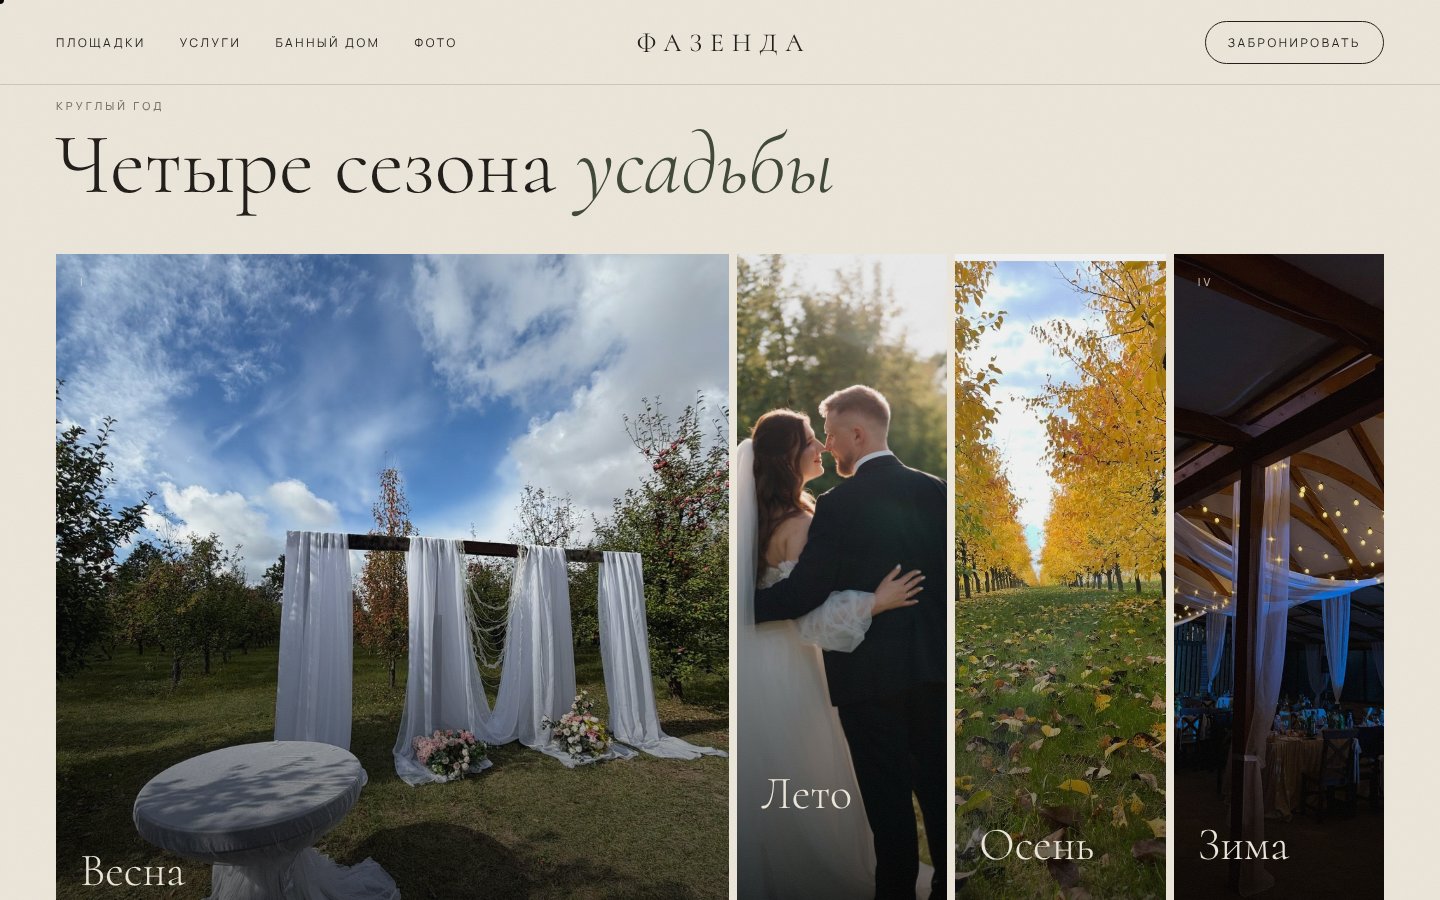 ПЛОЩАДКИ УСЛУГИ БАННЫЙ ДОМ ФОТО
ФАЗЕНДА
ЗАБРОНИРОВАТЬ
КРУГЛЫЙ ГОД
Четыре сезона усадьбы
I
IV
Лето
Осень
Зима
Весна